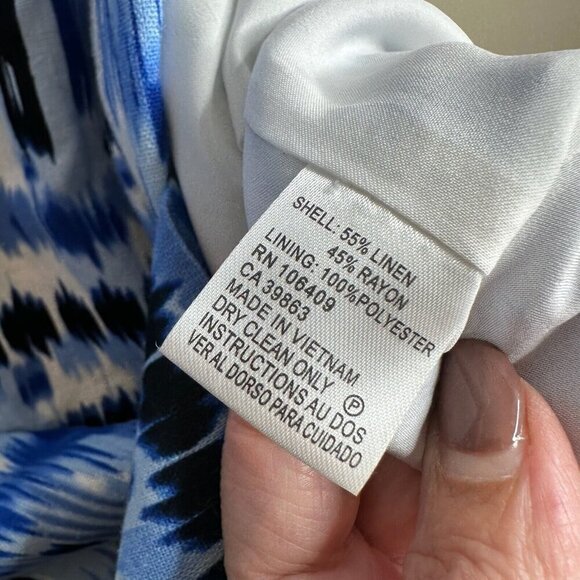 SHELL: 55% LINEN
45% RAYON
LINING: 100%POLYESTER
RN 106409
CA 39863
MADE IN VIETNAM
DRY CLEAN ONLY Ⓟ
INSTRUCTIONS AU DOS
VER AL DORSO PARA CUIDADO